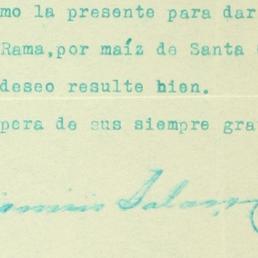 mo la presente para dar
Rama, por maíz de Santa
deseo resulte bien.
pera de sus siempre gra